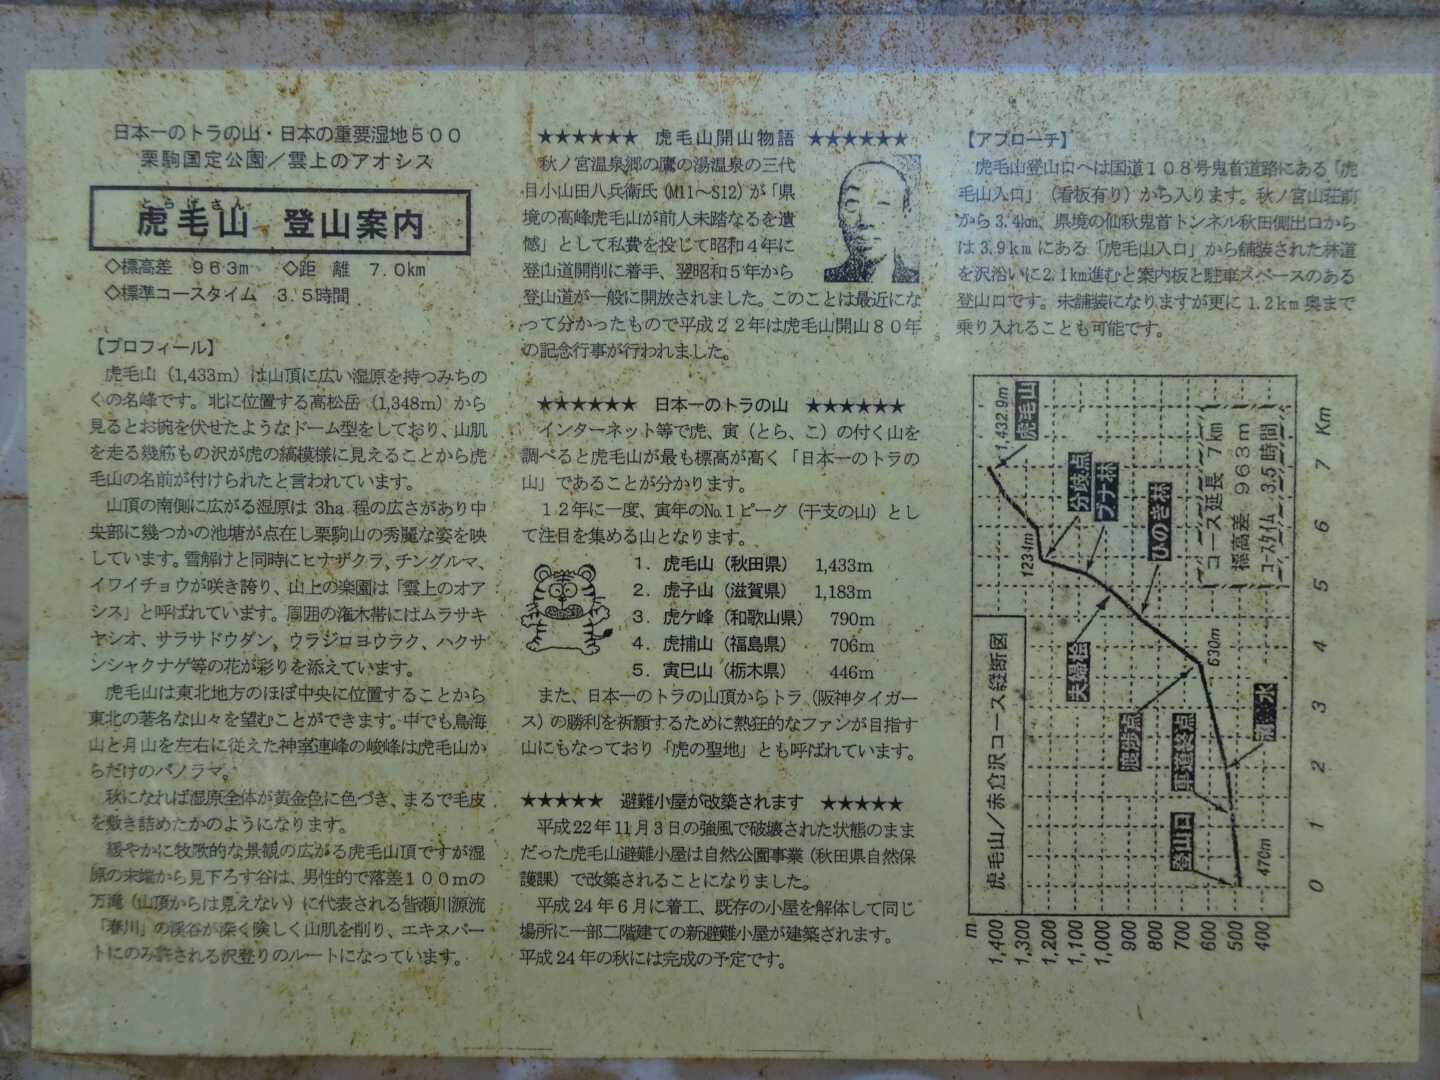 日本一のトラの山・日本の重要湿地５００
栗駒国定公園／雲上のアオシス
とらげさん
虎毛山　登山案内
◇標高差　９６３ｍ　◇距　離　７.０ｋｍ
◇標準コースタイム　３.５時間
【プロフィール】
虎毛山（1,433ｍ）は山頂に広い湿原を持つみちの
くの名峰です。北に位置する高松岳（1,348ｍ）から
見るとお椀を伏せたようなドーム型をしており、山肌
を走る幾筋もの沢が虎の縞模様に見えることから虎
毛山の名前が付けられたと言われています。
山頂の南側に広がる湿原は 3ha 程の広さがあり中
央部に幾つかの池塘が点在し栗駒山の秀麗な姿を映
しています。雪解けと同時にヒナザクラ、チングルマ、
イワイチョウが咲き誇り、山上の楽園は「雲上のオア
シス」と呼ばれています。周囲の潅木帯にはムラサキ
ヤシオ、サラサドウダン、ウラジロヨウラク、ハクサ
ンシャクナゲ等の花が彩りを添えています。
虎毛山は東北地方のほぼ中央に位置することから
東北の著名な山々を望むことができます。中でも鳥海
山と月山を左右に従えた神室連峰の峻峰は虎毛山か
らだけのパノラマ。
秋になれば湿原全体が黄金色に色づき、まるで毛皮
を敷き詰めたかのようになります。
緩やかに牧歌的な景観の広がる虎毛山頂ですが湿
原の末端から見下ろす谷は、男性的で落差１００ｍの
万滝（山頂からは見えない）に代表される皆瀬川源流
「春川」の渓谷が深く険しく山肌を削り、エキスパー
トにのみ許される沢登りのルートになっています。
★★★★★★　虎毛山開山物語　★★★★★★
秋ノ宮温泉郷の鷹の湯温泉の三代
目小山田八兵衛氏（M11～S12）が「県
境の高峰虎毛山が前人未踏なるを遺
憾」として私費を投じて昭和４年に
登山道開削に着手、翌昭和５年から
登山道が一般に開放されました。このことは最近にな
って分かったもので平成２２年は虎毛山開山８０年
の記念行事が行われました。
★★★★★★　日本一のトラの山　★★★★★★
インターネット等で虎、寅（とら、こ）の付く山を
調べると虎毛山が最も標高が高く「日本一のトラの
山」であることが分かります。
１２年に一度、寅年のNo.１ピーグ（干支の山）とし
て注目を集める山となります。
１．虎毛山（秋田県）　1,433ｍ
２．虎子山（滋賀県）　1,183ｍ
３．虎ケ峰（和歌山県）　790ｍ
４．虎捕山（福島県）　706ｍ
５．寅巳山（栃木県）　446ｍ
また、日本一のトラの山頂からトラ（阪神タイガー
ス）の勝利を祈願するために熱狂的なファンが目指す
山にもなっており「虎の聖地」とも呼ばれています。
★★★★★　避難小屋が改築されます　★★★★★
平成22年11月3日の強風で破壊された状態のまま
だった虎毛山避難小屋は自然公園事業（秋田県自然保
護課）で改築されることになりました。
平成24年6月に着工、既存の小屋を解体して同じ
場所に一部二階建ての新避難小屋が建築されます。
平成24年の秋には完成の予定です。
【アプローチ】
虎毛山登山口へは国道１０８号鬼首道路にある「虎
毛山入口」（看板有り）から入ります。秋ノ宮山荘前
から3.4km、県境の仙秋鬼首トンネル秋田側出口から
は3.9ｋｍにある「虎毛山入口」から舗装された林道
を沢沿いに2.1km進むと案内板と駐車スペースのある
登山口です。未舗装になりますが更に1.2ｋｍ奥まで
乗り入れることも可能です。
虎毛山／赤倉沢コース縦断図
コース延長　7 km
標高差　９６３ｍ
コースタイム　3.5 時間
1,432.9m
虎毛山
1234m
分岐点
ブナ林
ひのき林
夫婦桧
630m
渡渉点
車道終点
登山口
470m
m
1,400
1,300
1,200
1,100
1,000
900
800
700
600
500
400
0　1　2　3　4　5　6　7　Km